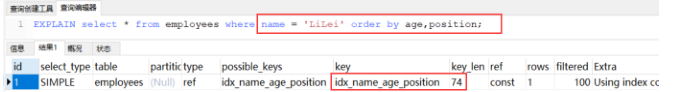 查询创建工具 查询编辑器
1 EXPLAIN select * from employees where name = 'LiLei' order by age,position;
信息 结果1 概况 状态
id select_type table partitic type possible_keys key key_len ref rows filtered Extra
1 SIMPLE employees (Null) ref idx_name_age_position idx_name_age_position 74 const 1 100 Using index co